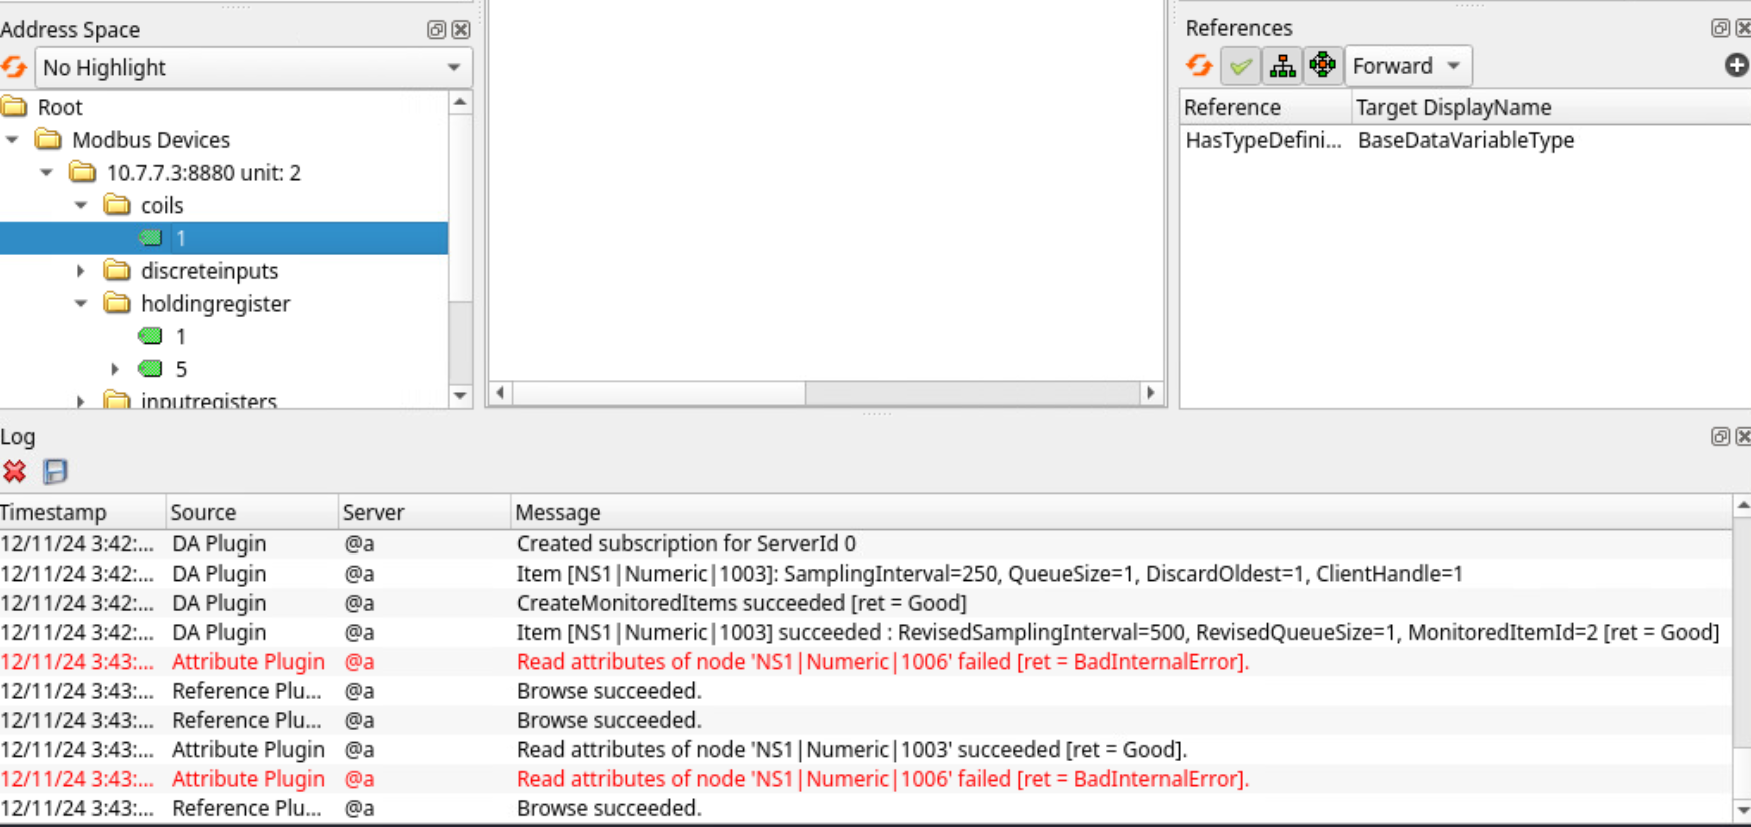 Address Space
No Highlight
Root
Modbus Devices
10.7.7.3:8880 unit: 2
coils
1
discreteinputs
holdingregister
1
5
inputregisters
References
Forward
Reference Target DisplayName
HasTypeDefini... BaseDataVariableType
Log
Timestamp Source Server Message
12/11/24 3:42:... DA Plugin @a Created subscription for ServerId 0
12/11/24 3:42:... DA Plugin @a Item [NS1|Numeric|1003]: SamplingInterval=250, QueueSize=1, DiscardOldest=1, ClientHandle=1
12/11/24 3:42:... DA Plugin @a CreateMonitoredItems succeeded [ret = Good]
12/11/24 3:42:... DA Plugin @a Item [NS1|Numeric|1003] succeeded : RevisedSamplingInterval=500, RevisedQueueSize=1, MonitoredItemId=2 [ret = Good]
12/11/24 3:43:... Attribute Plugin @a Read attributes of node 'NS1|Numeric|1006' failed [ret = BadInternalError].
12/11/24 3:43:... Reference Plu... @a Browse succeeded.
12/11/24 3:43:... Reference Plu... @a Browse succeeded.
12/11/24 3:43:... Attribute Plugin @a Read attributes of node 'NS1|Numeric|1003' succeeded [ret = Good].
12/11/24 3:43:... Attribute Plugin @a Read attributes of node 'NS1|Numeric|1006' failed [ret = BadInternalError].
12/11/24 3:43:... Reference Plu... @a Browse succeeded.